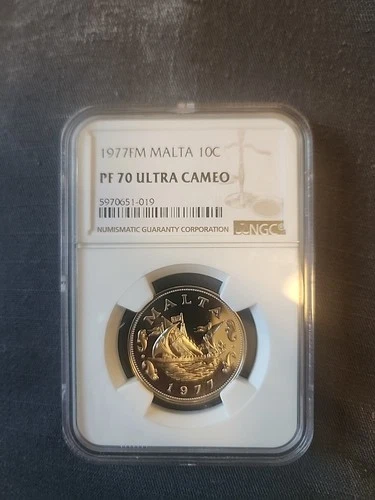 1977FM MALTA 10C
PF 70 ULTRA CAMEO
5970651-019
NUMISMATIC GUARANTY CORPORATION
NGC
MALTA
1977